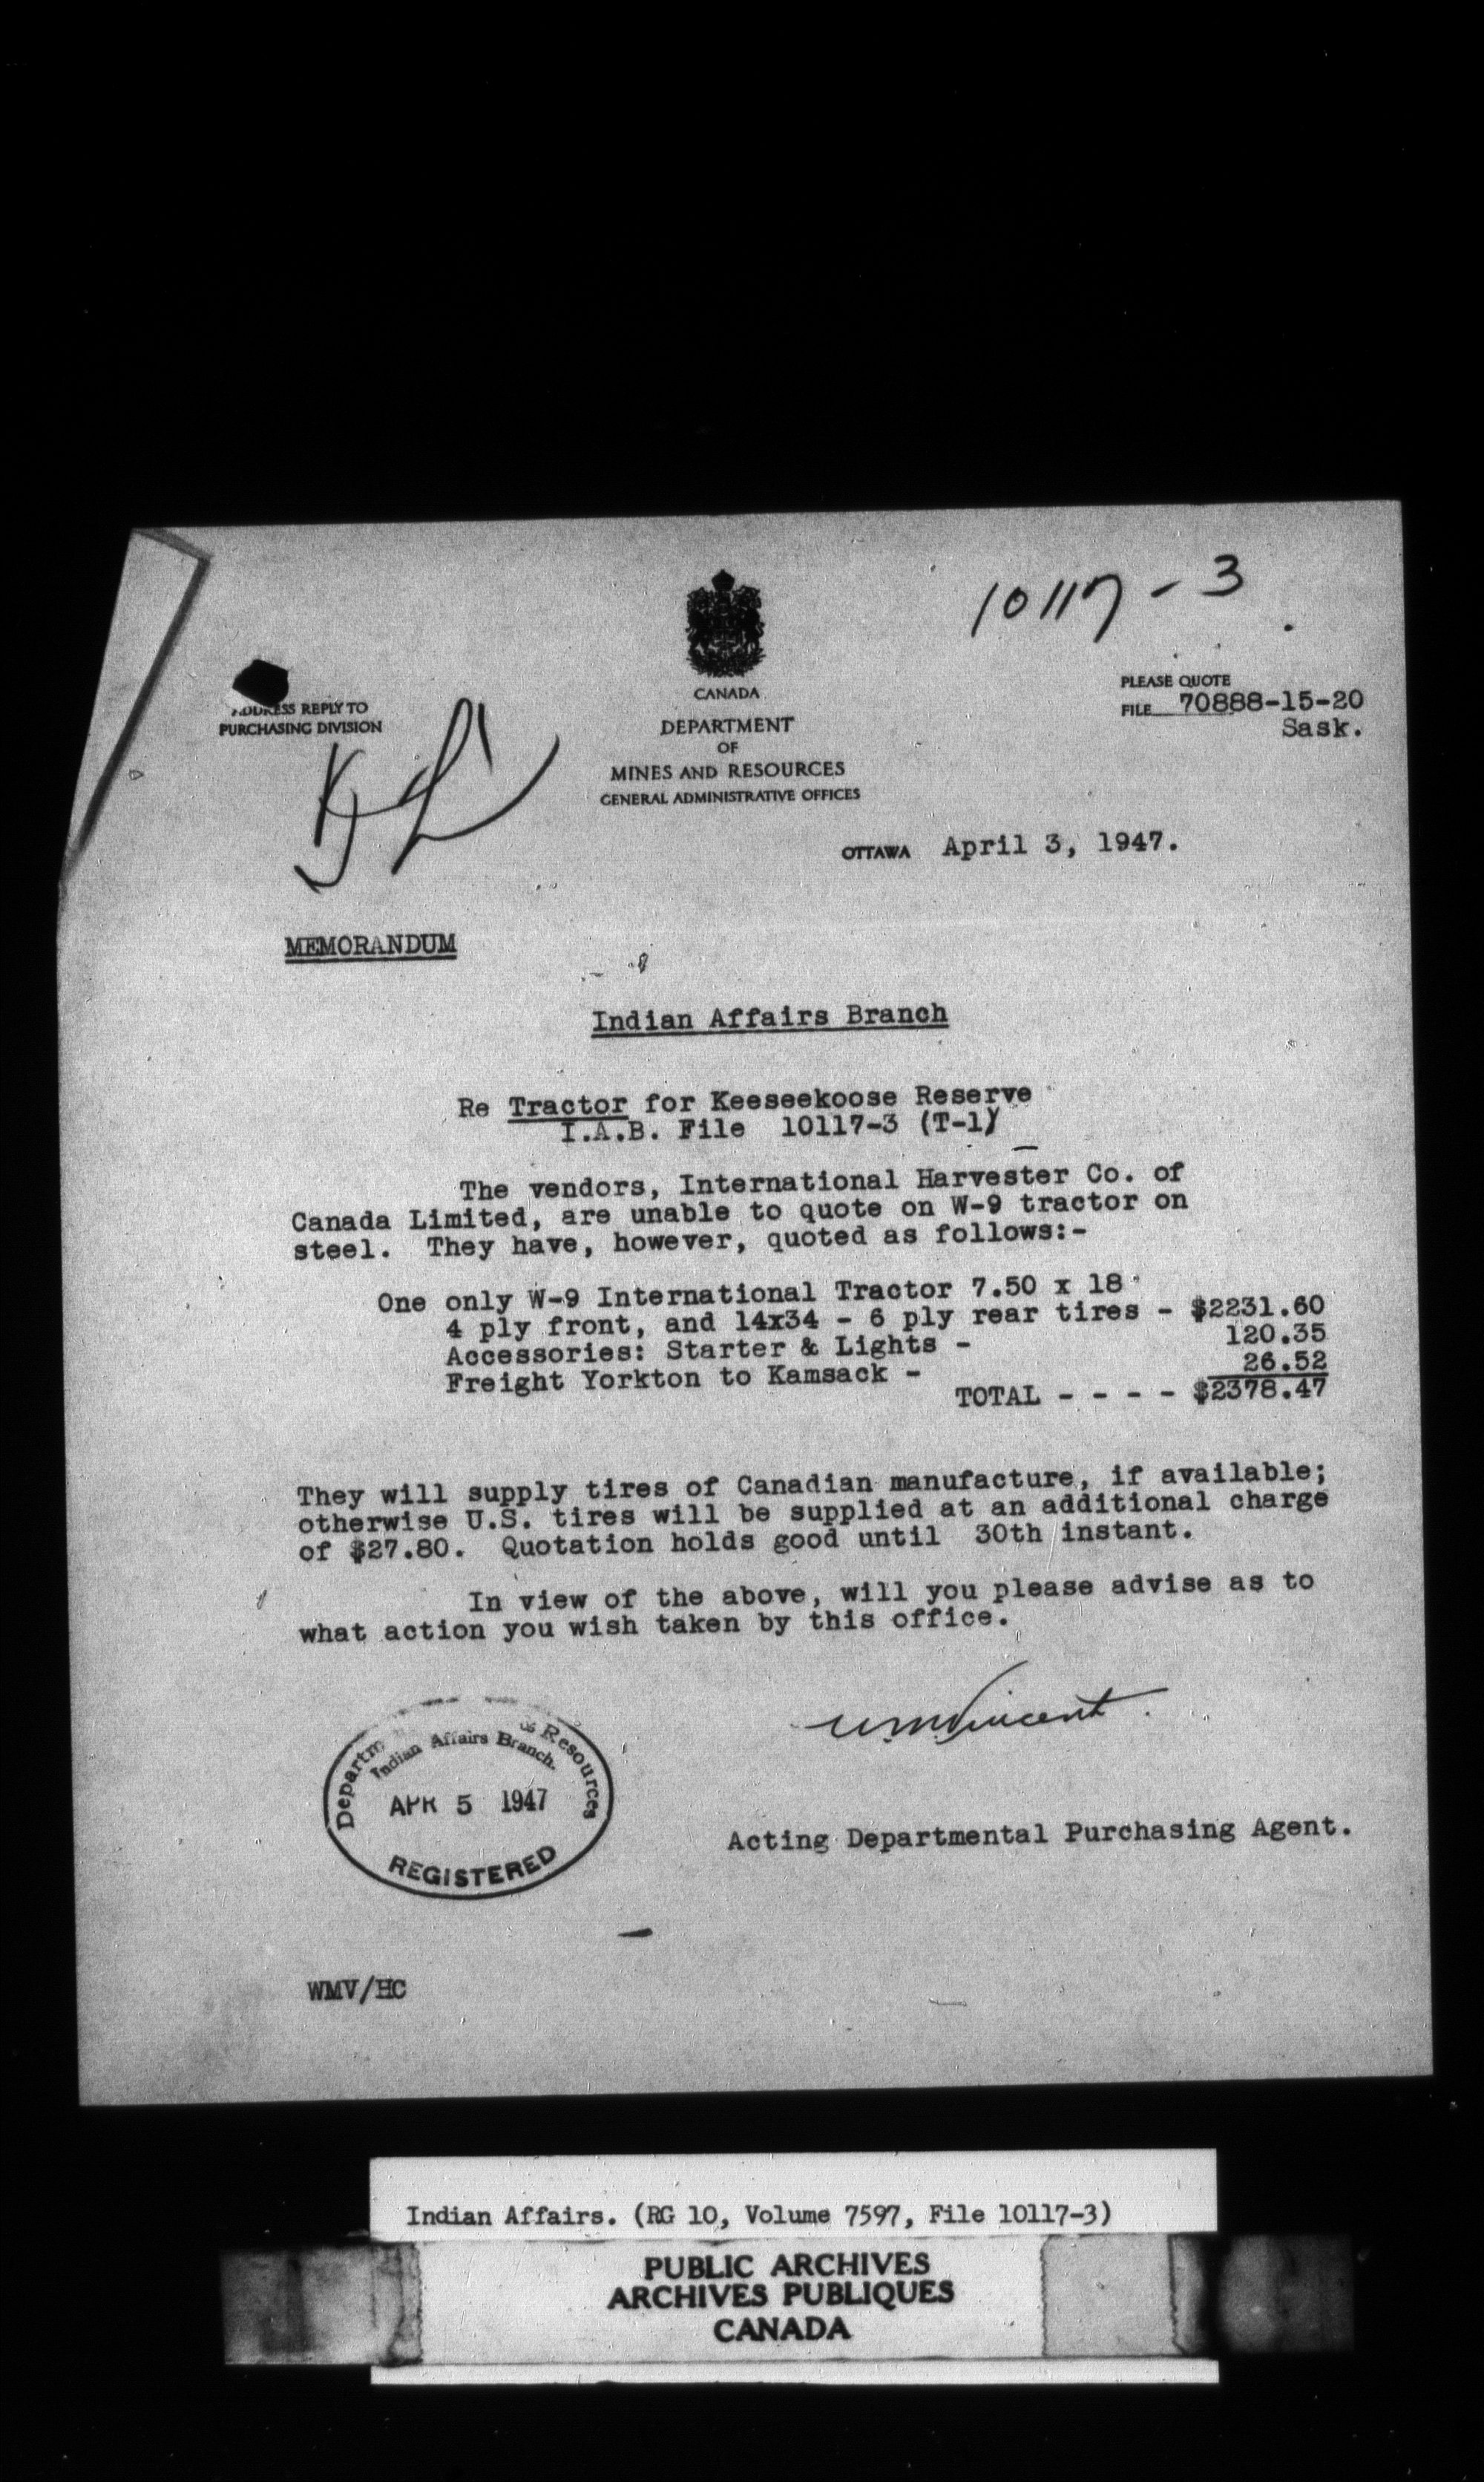 10117-3
CANADA
ADDRESS REPLY TO
PURCHASING DIVISION
PLEASE QUOTE
FILE 70888-15-20
Sask.
DEPARTMENT
OF
MINES AND RESOURCES
GENERAL ADMINISTRATIVE OFFICES
OTTAWA April 3, 1947.
MEMORANDUM
Indian Affairs Branch
Re Tractor for Keeseekoose Reserve
I.A.B. File 10117-3 (T-1)
The vendors, International Harvester Co. of
Canada Limited, are unable to quote on W-9 tractor on
steel. They have, however, quoted as follows:-
One only W-9 International Tractor 7.50 x 18
4 ply front, and 14x34 - 6 ply rear tires - $2231.60
Accessories: Starter & Lights - 120.35
Freight Yorkton to Kamsack - 26.52
TOTAL - - - - $2378.47
They will supply tires of Canadian manufacture, if available;
otherwise U.S. tires will be supplied at an additional charge
of $27.80. Quotation holds good until 30th instant.
In view of the above, will you please advise as to
what action you wish taken by this office.
WMVincent
Acting Departmental Purchasing Agent.
Resources
Indian Affairs Branch.
APR 5 1947
REGISTERED
WMV/HC
Indian Affairs. (RG 10, Volume 7597, File 10117-3)
PUBLIC ARCHIVES
ARCHIVES PUBLIQUES
CANADA